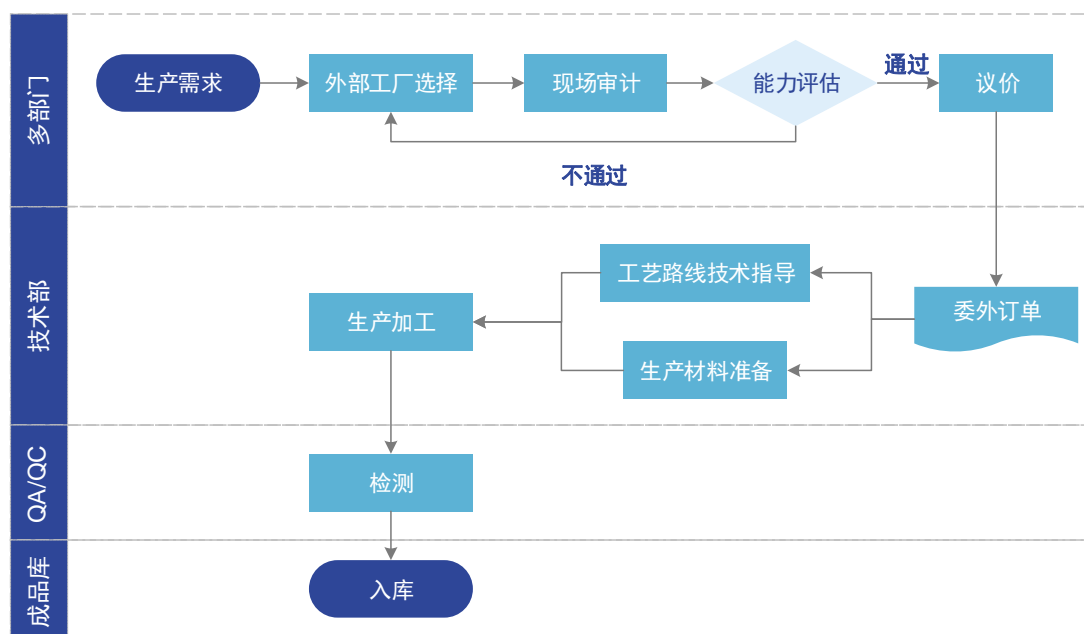 多部门
生产需求
外部工厂选择
现场审计
能力评估
通过
议价
不通过
技术部
工艺路线技术指导
委外订单
生产加工
生产材料准备
QA/QC
检测
成品库
入库